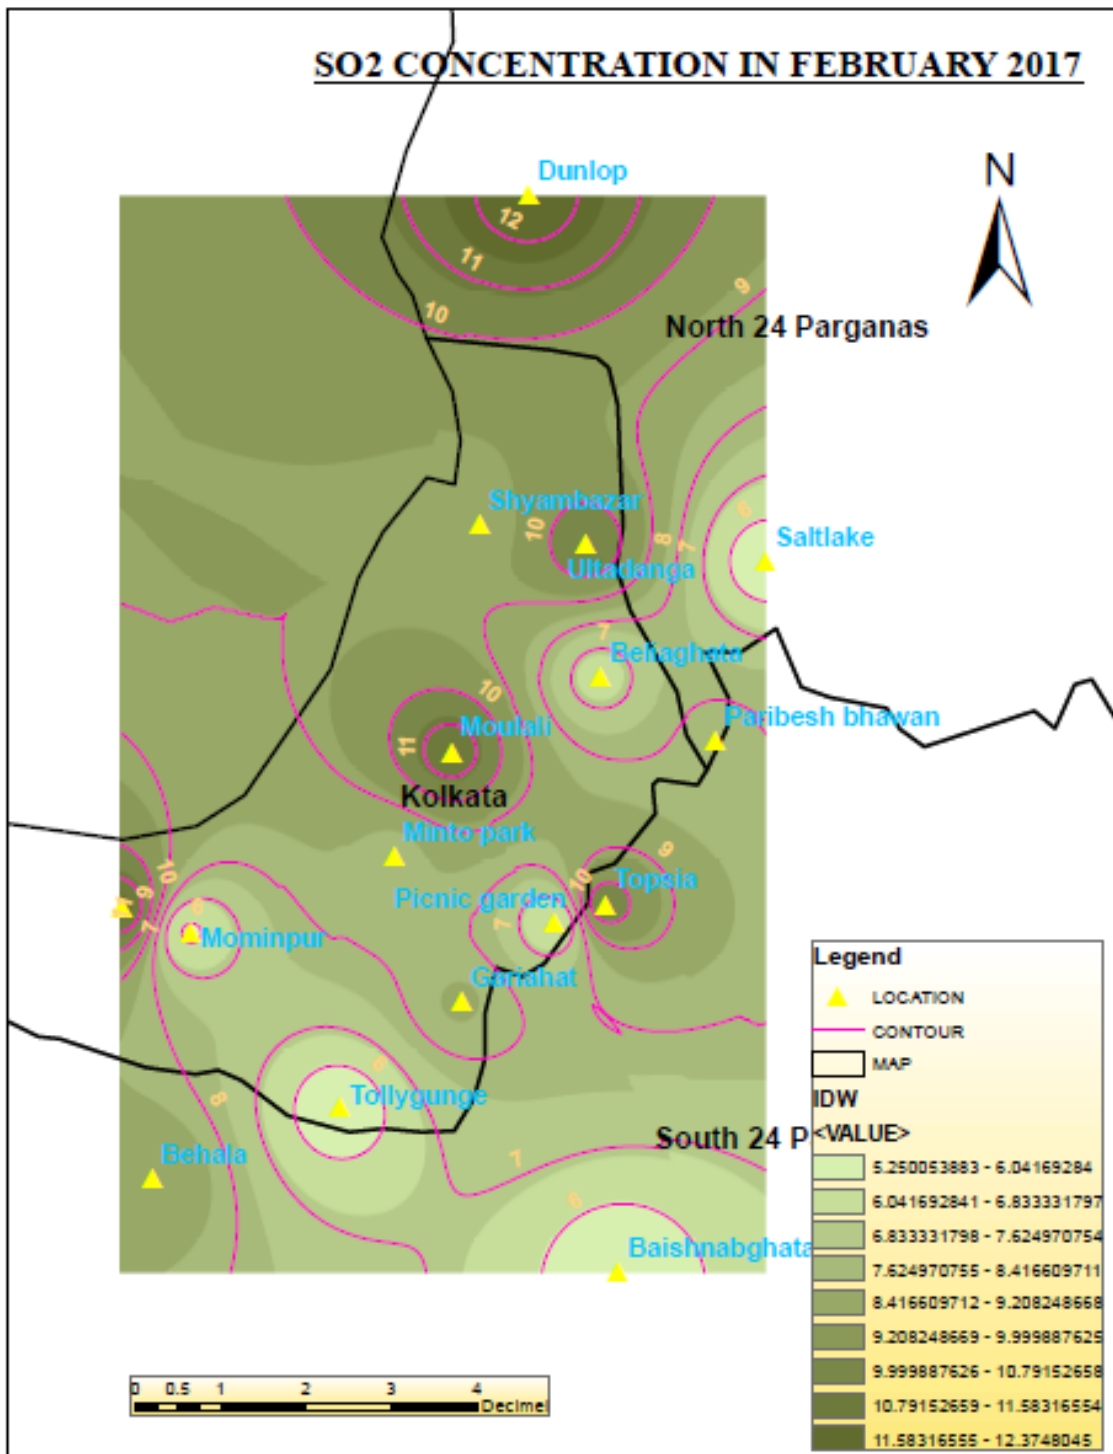 SO2 CONCENTRATION IN FEBRUARY 2017
N
Dunlop
12
11
10
9
North 24 Parganas
Shyambazar
10
Ultadanga
8
7
6
Saltlake
7
Beliaghata
10
Paribesh bhawan
11
Moulali
Kolkata
Minto park
9
10
Topsia
Picnic garden
7
10
9
7
6
Mominpur
Gariahat
8
6
Tollygunge
Behala
7
South 24 P
6
Baishnabghata
Legend
LOCATION
CONTOUR
MAP
IDW
<VALUE>
5.250053883 - 6.04169284
6.041692841 - 6.833331797
6.833331798 - 7.624970754
7.624970755 - 8.416609711
8.416609712 - 9.208248668
9.208248669 - 9.999887625
9.999887626 - 10.79152658
10.79152659 - 11.58316554
11.58316555 - 12.3748045
0 0.5 1 2 3 4
Decimel